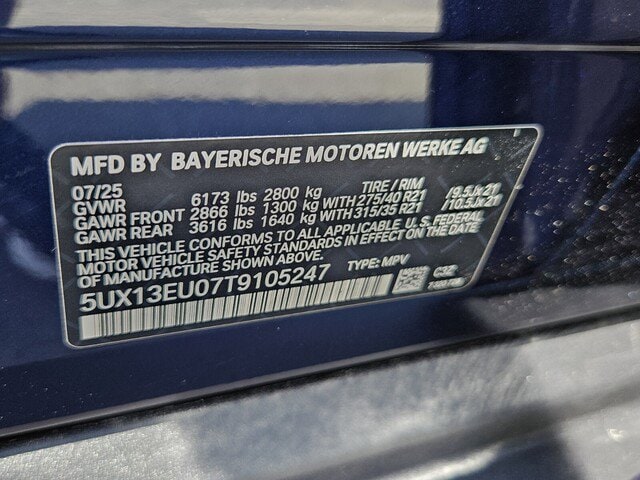 MFD BY BAYERISCHE MOTOREN WERKE AG
07/25 TIRE / RIM
GVWR 6173 lbs 2800 kg
GAWR FRONT 2866 lbs 1300 kg WITH 275/40 R21 /9.5Jx21
GAWR REAR 3616 lbs 1640 kg WITH 315/35 R21 /10.5Jx21
THIS VEHICLE CONFORMS TO ALL APPLICABLE U.S. FEDERAL
MOTOR VEHICLE SAFETY STANDARDS IN EFFECT ON THE DATE
OF MANUFACTURE SHOWN ABOVE.
5UX13EU07T9105247 TYPE: MPV
C3Z